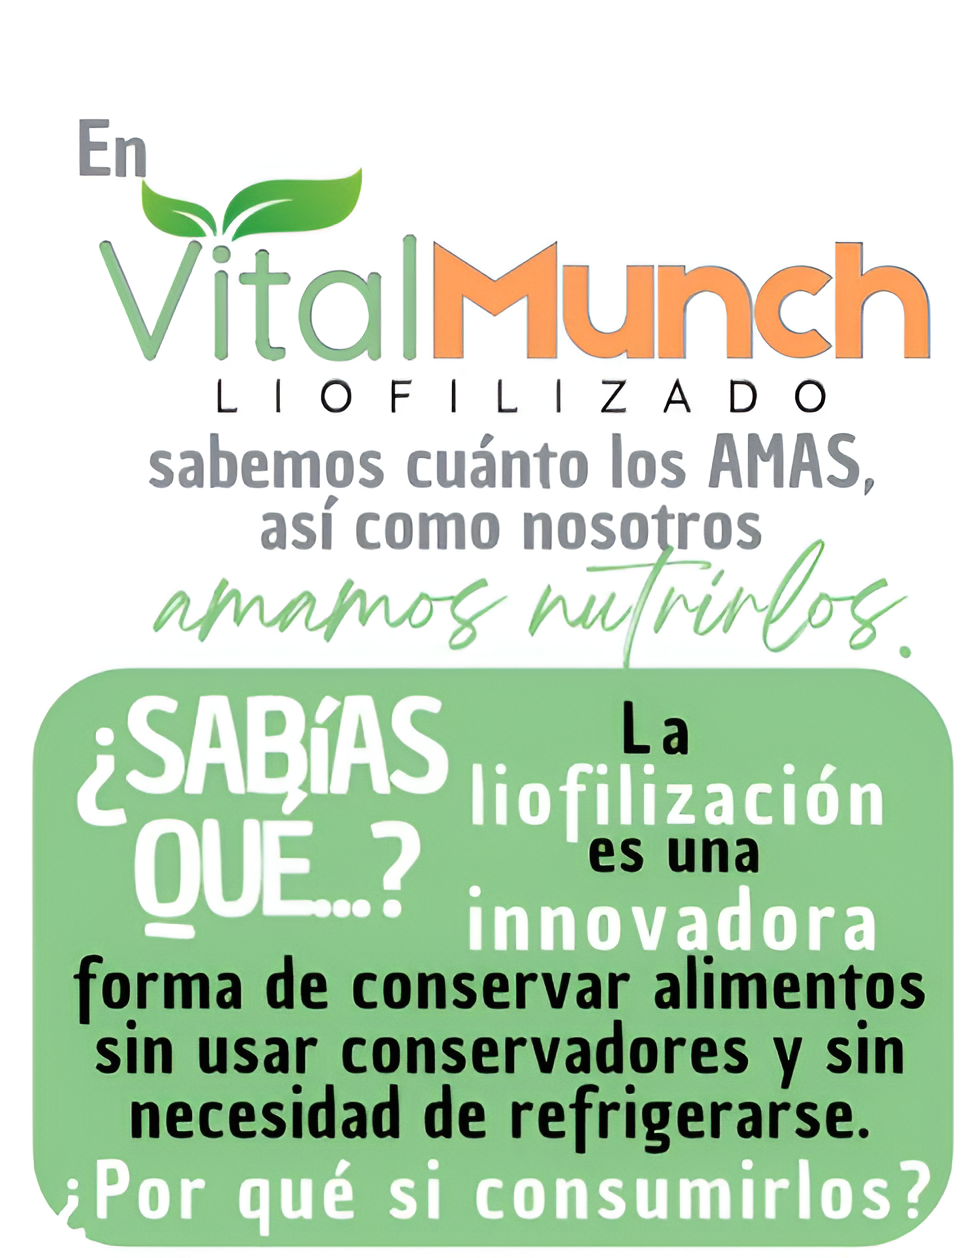 En
VitalMunch
LIOFILIZADO
sabemos cuánto los AMAS,
así como nosotros
amamos nutrirlos.
¿SABíAS
QUÉ...?
La
liofilización
es una
innovadora
forma de conservar alimentos
sin usar conservadores y sin
necesidad de refrigerarse.
¿Por qué si consumirlos?